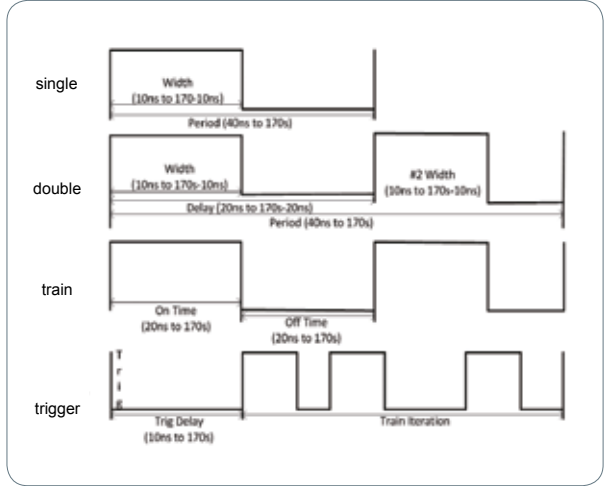 single
Width
(10ns to 170-10ns)
Period (40ns to 170s)
double
Width
(10ns to 170s-10ns)
#2 Width
(10ns to 170s-10ns)
Delay (20ns to 170s-20ns)
Period (40ns to 170s)
train
On Time
(20ns to 170s)
Off Time
(20ns to 170s)
trigger
Trig
Trig Delay
(10ns to 170s)
Train Iteration